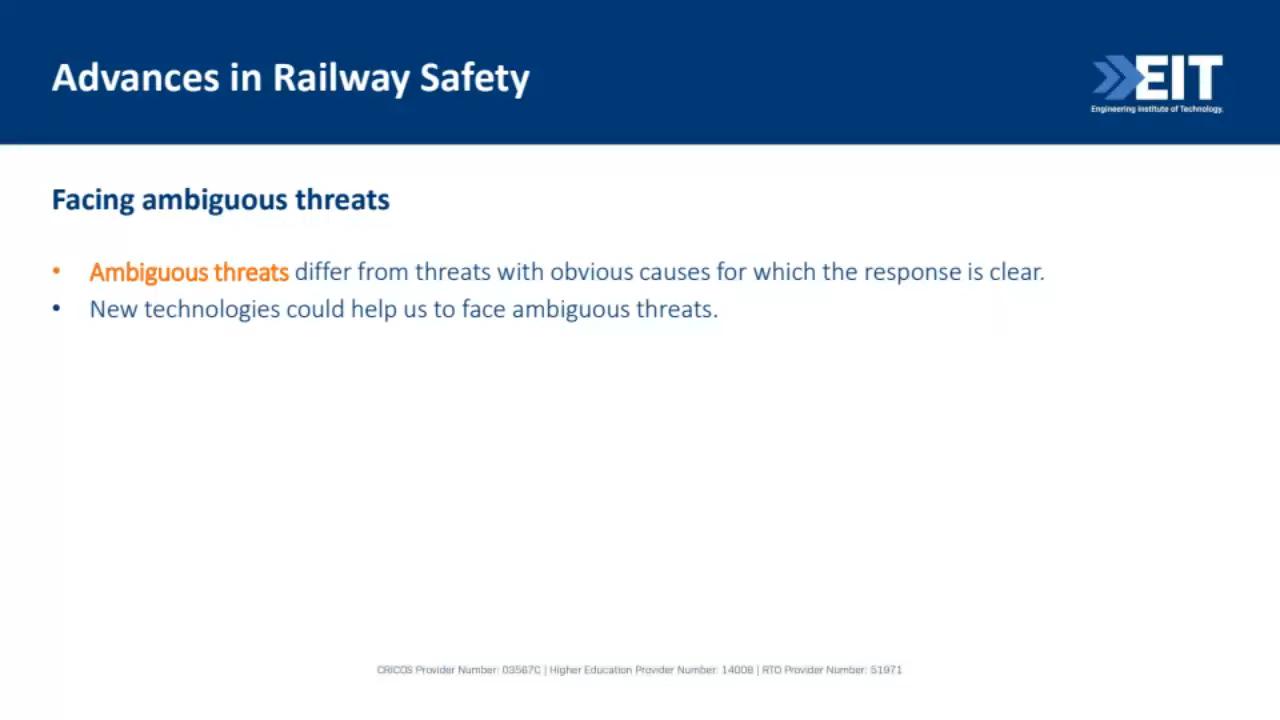 Advances in Railway Safety
EIT
Engineering Institute of Technology.
Facing ambiguous threats
• Ambiguous threats differ from threats with obvious causes for which the response is clear.
• New technologies could help us to face ambiguous threats.
CRICOS Provider Number: 03567C | Higher Education Provider Number: 14008 | RTO Provider Number: 51971